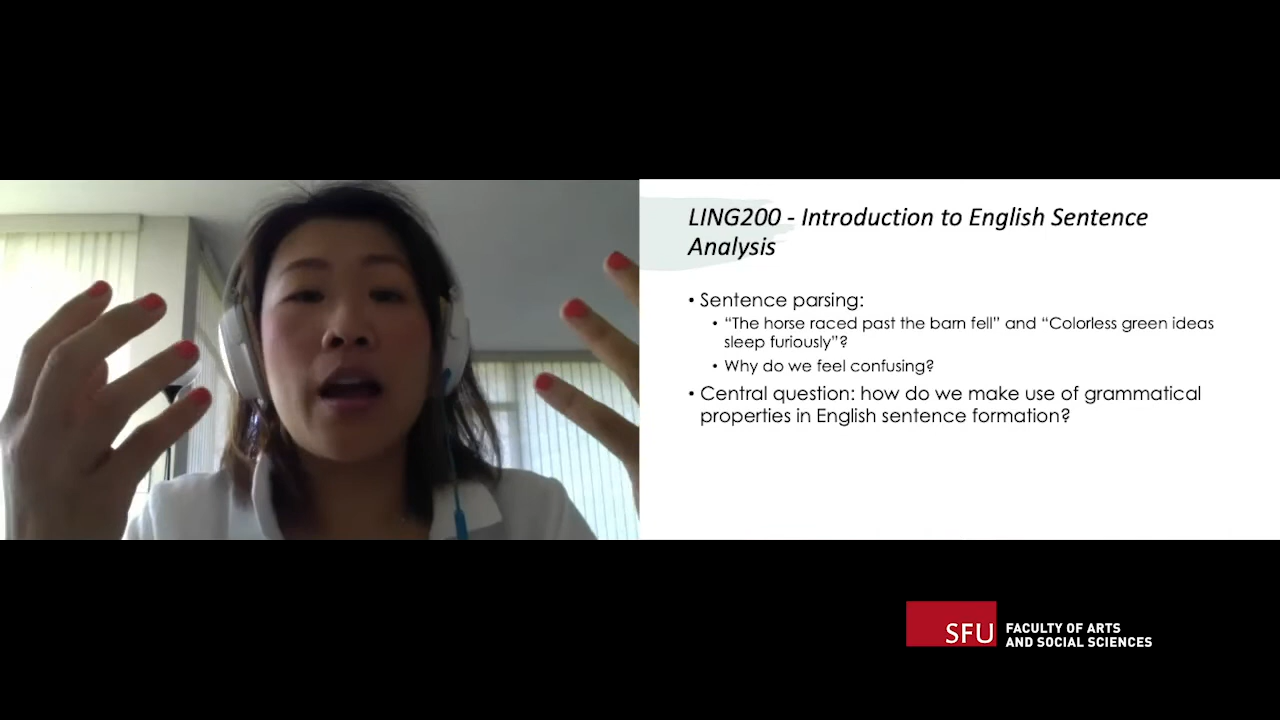 LING200 - Introduction to English Sentence
Analysis
• Sentence parsing:
• “The horse raced past the barn fell” and “Colorless green ideas
sleep furiously”?
• Why do we feel confusing?
• Central question: how do we make use of grammatical
properties in English sentence formation?
SFU
FACULTY OF ARTS
AND SOCIAL SCIENCES